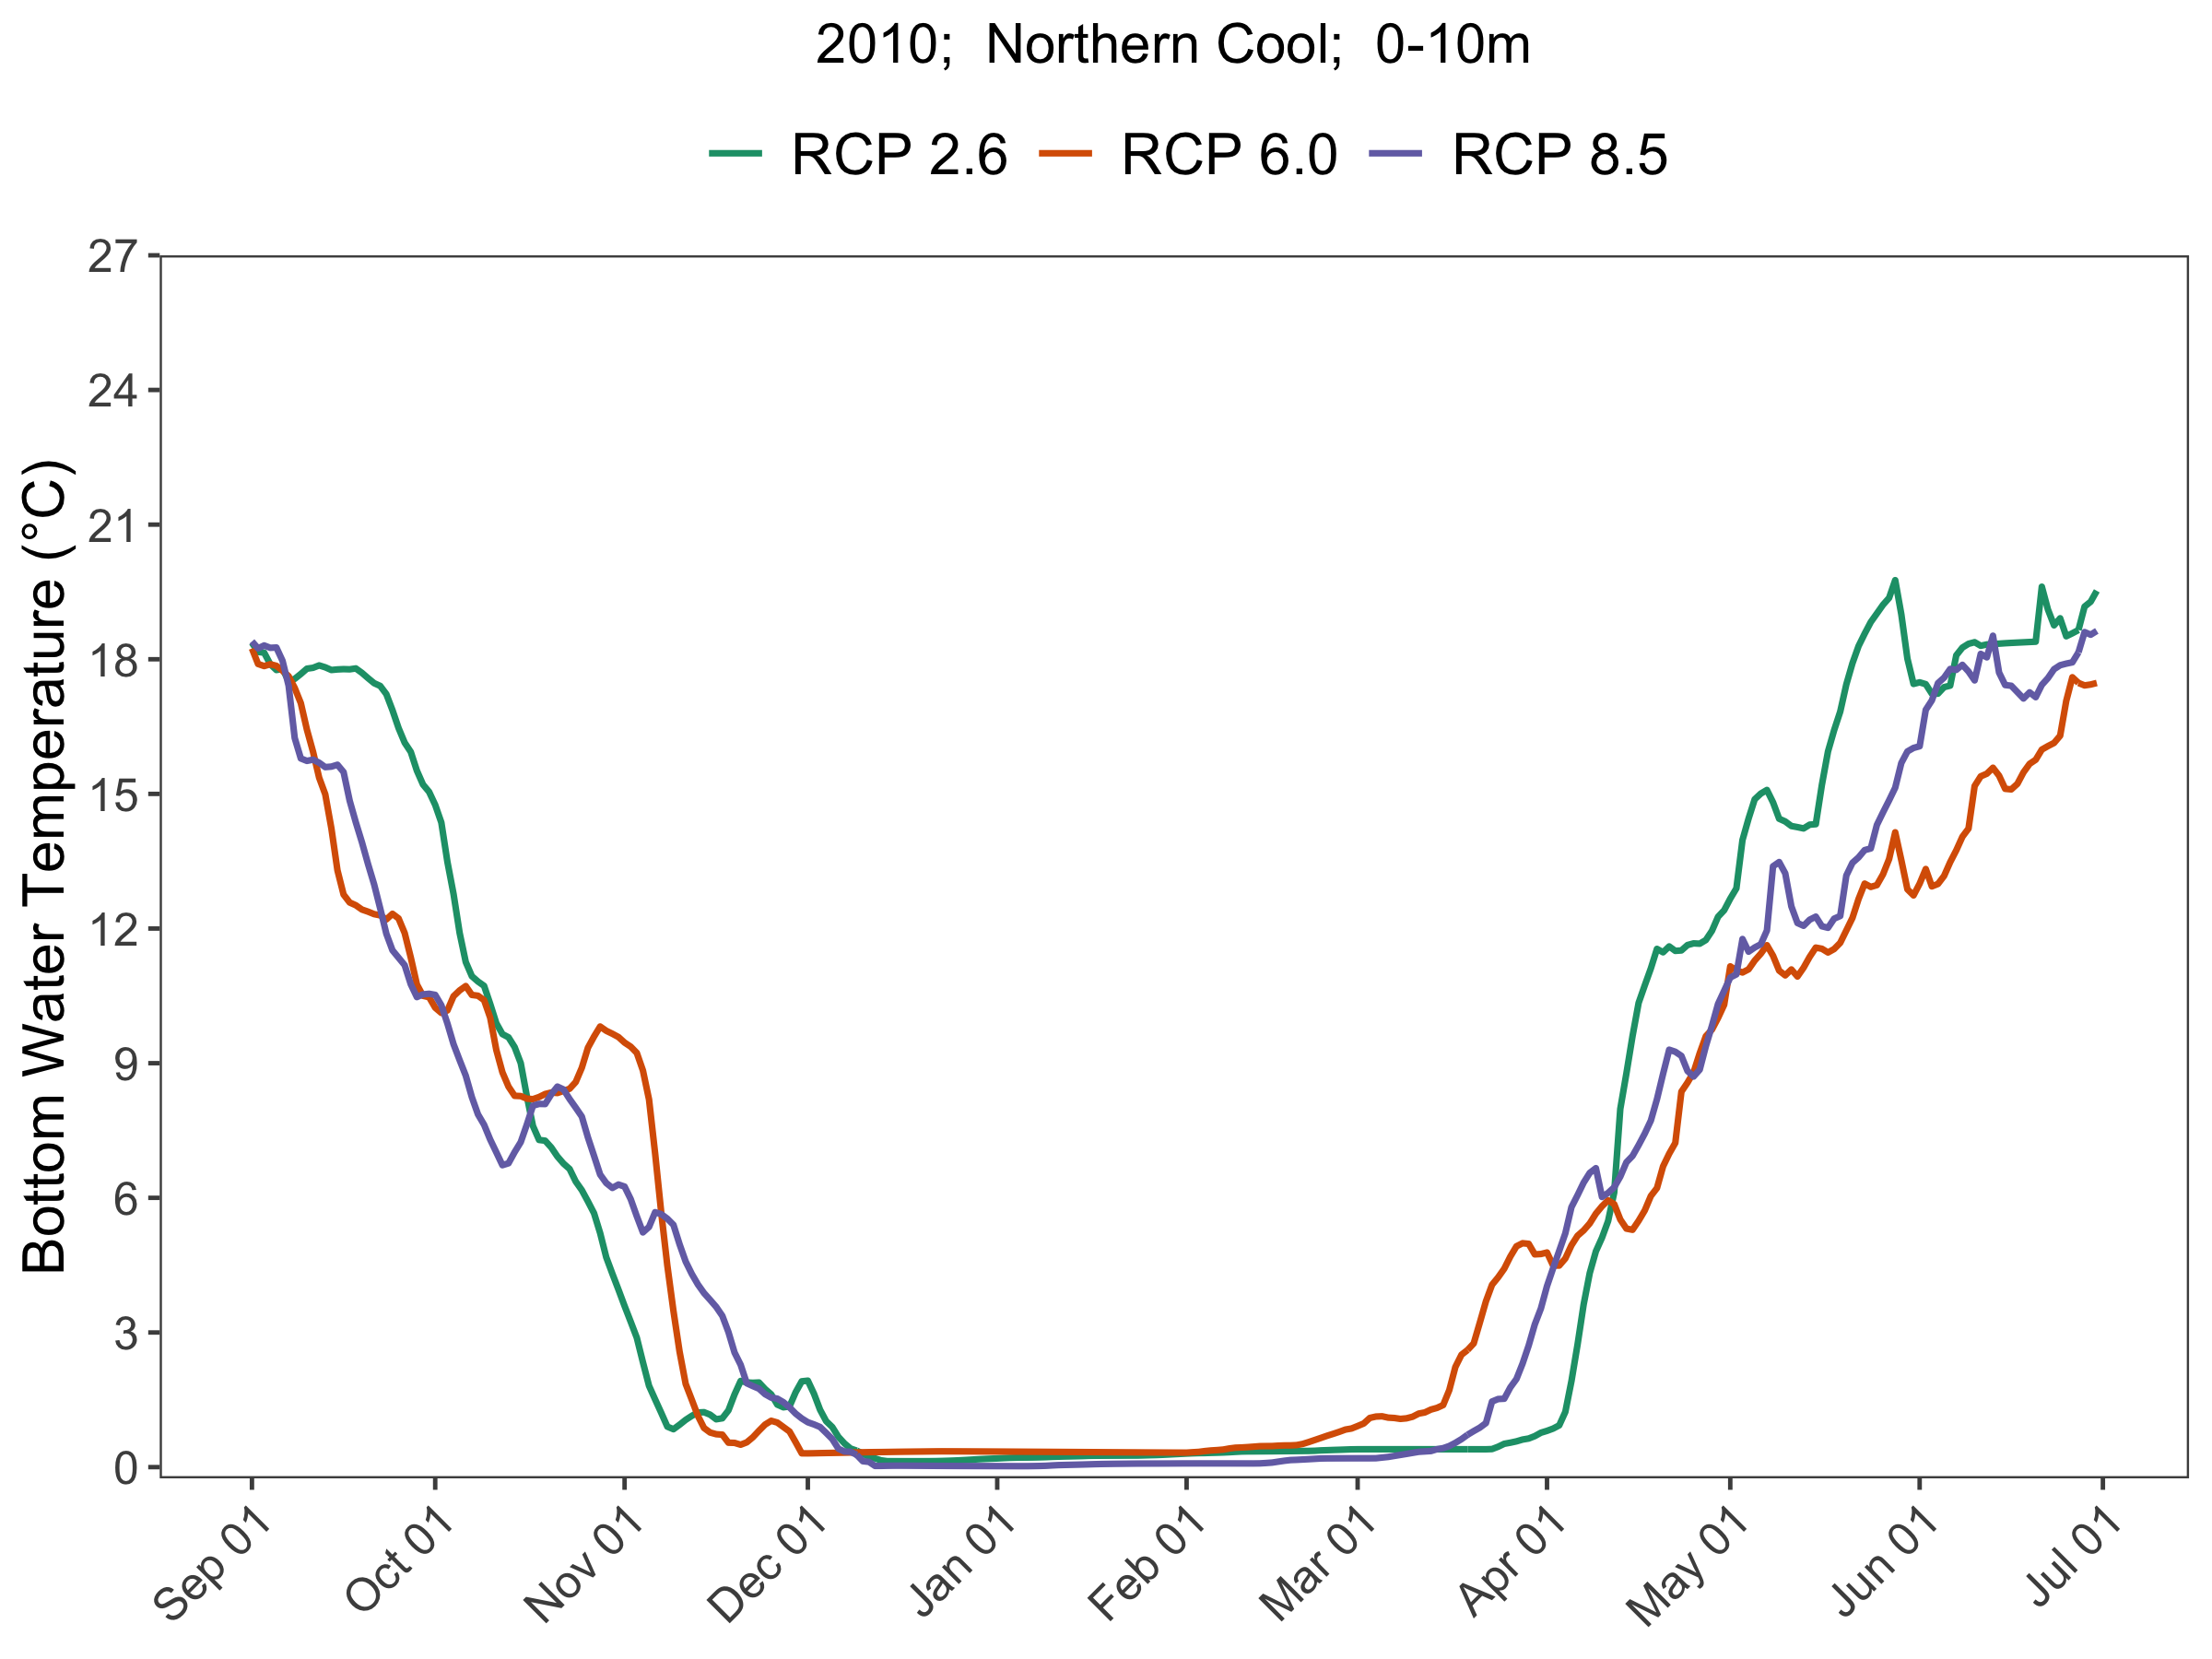 2010;  Northern Cool;  0-10m
RCP 2.6 RCP 6.0 RCP 8.5
Bottom Water Temperature (°C)
27
24
21
18
15
12
9
6
3
0
Sep 01 Oct 01 Nov 01 Dec 01 Jan 01 Feb 01 Mar 01 Apr 01 May 01 Jun 01 Jul 01